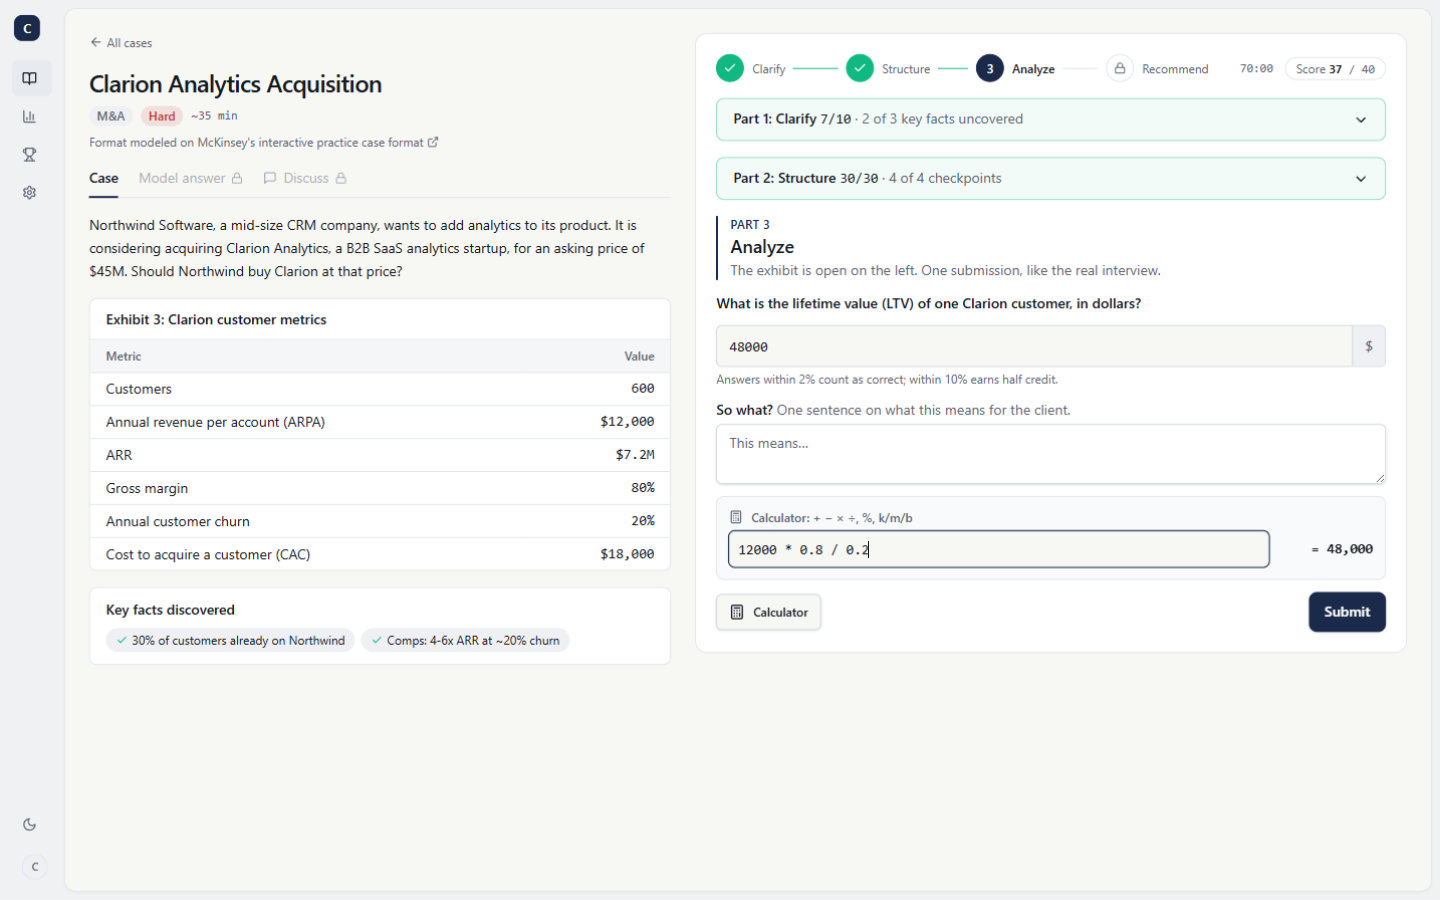 C
All cases
Clarion Analytics Acquisition
M&A Hard ~35 min
Format modeled on McKinsey's interactive practice case format
Case Model answer Discuss
Northwind Software, a mid-size CRM company, wants to add analytics to its product. It is
considering acquiring Clarion Analytics, a B2B SaaS analytics startup, for an asking price of
$45M. Should Northwind buy Clarion at that price?
Exhibit 3: Clarion customer metrics
Metric Value
Customers 600
Annual revenue per account (ARPA) $12,000
ARR $7.2M
Gross margin 80%
Annual customer churn 20%
Cost to acquire a customer (CAC) $18,000
Key facts discovered
30% of customers already on Northwind Comps: 4-6x ARR at ~20% churn
Clarify Structure 3 Analyze Recommend 70:00 Score 37 / 40
Part 1: Clarify 7/10 · 2 of 3 key facts uncovered
Part 2: Structure 30/30 · 4 of 4 checkpoints
PART 3
Analyze
The exhibit is open on the left. One submission, like the real interview.
What is the lifetime value (LTV) of one Clarion customer, in dollars?
48000 $
Answers within 2% count as correct; within 10% earns half credit.
So what? One sentence on what this means for the client.
This means...
Calculator: + − × ÷, %, k/m/b
12000 * 0.8 / 0.2 = 48,000
Calculator Submit
C